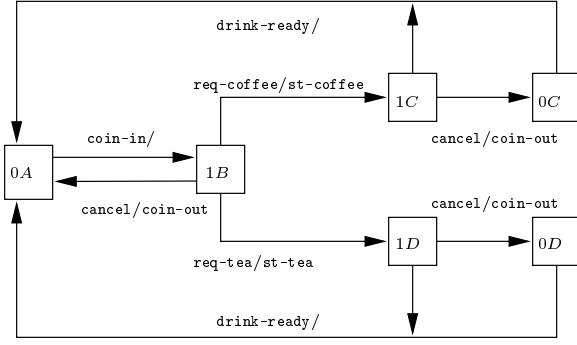 drink-ready/
req-coffee/st-coffee
1C
0C
coin-in/
cancel/coin-out
0A
1B
cancel/coin-out
cancel/coin-out
1D
0D
req-tea/st-tea
drink-ready/